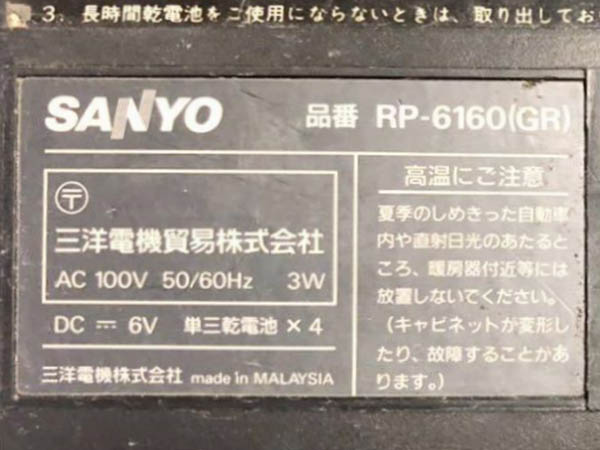 3. 長時間乾電池をご使用にならないときは、取り出してお
SANYO 品番 RP-6160(GR)
〒
三洋電機貿易株式会社
AC 100V 50/60Hz 3W
DC ⎓ 6V 単三乾電池 × 4
三洋電機株式会社 made in MALAYSIA
高温にご注意
夏季のしめきった自動車
内や直射日光のあたると
ころ、暖房器付近等には
放置しないてください。
(キャビネットが変形し
たり、故障することがあ
ります。)